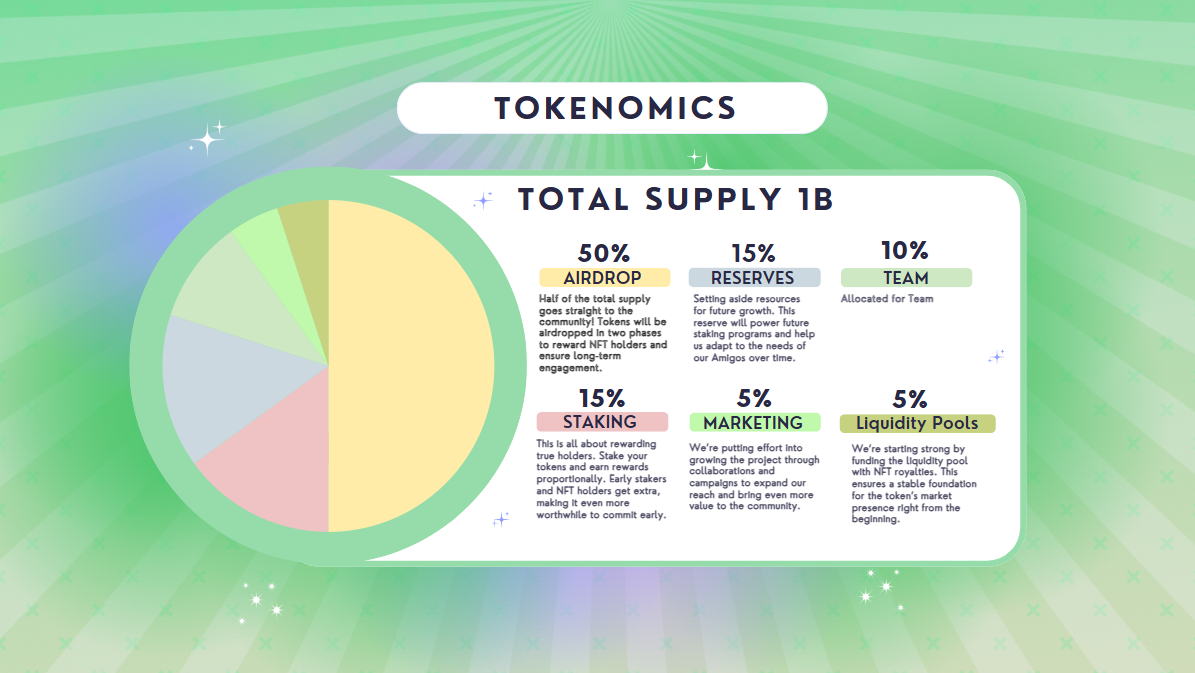 TOKENOMICS
TOTAL SUPPLY 1B
50%
AIRDROP
Half of the total supply
goes straight to the
community! Tokens will be
airdropped in two phases
to reward NFT holders and
ensure long-term
engagement.
15%
RESERVES
Setting aside resources
for future growth. This
reserve will power future
staking programs and help
us adapt to the needs of
our Amigos over time.
10%
TEAM
Allocated for Team
15%
STAKING
This is all about rewarding
true holders. Stake your
tokens and earn rewards
proportionally. Early stakers
and NFT holders get extra,
making it even more
worthwhile to commit early.
5%
MARKETING
We're putting effort into
growing the project through
collaborations and
campaigns to expand our
reach and bring even more
value to the community.
5%
Liquidity Pools
We're starting strong by
funding the liquidity pool
with NFT royalties. This
ensures a stable foundation
for the token's market
presence right from the
beginning.